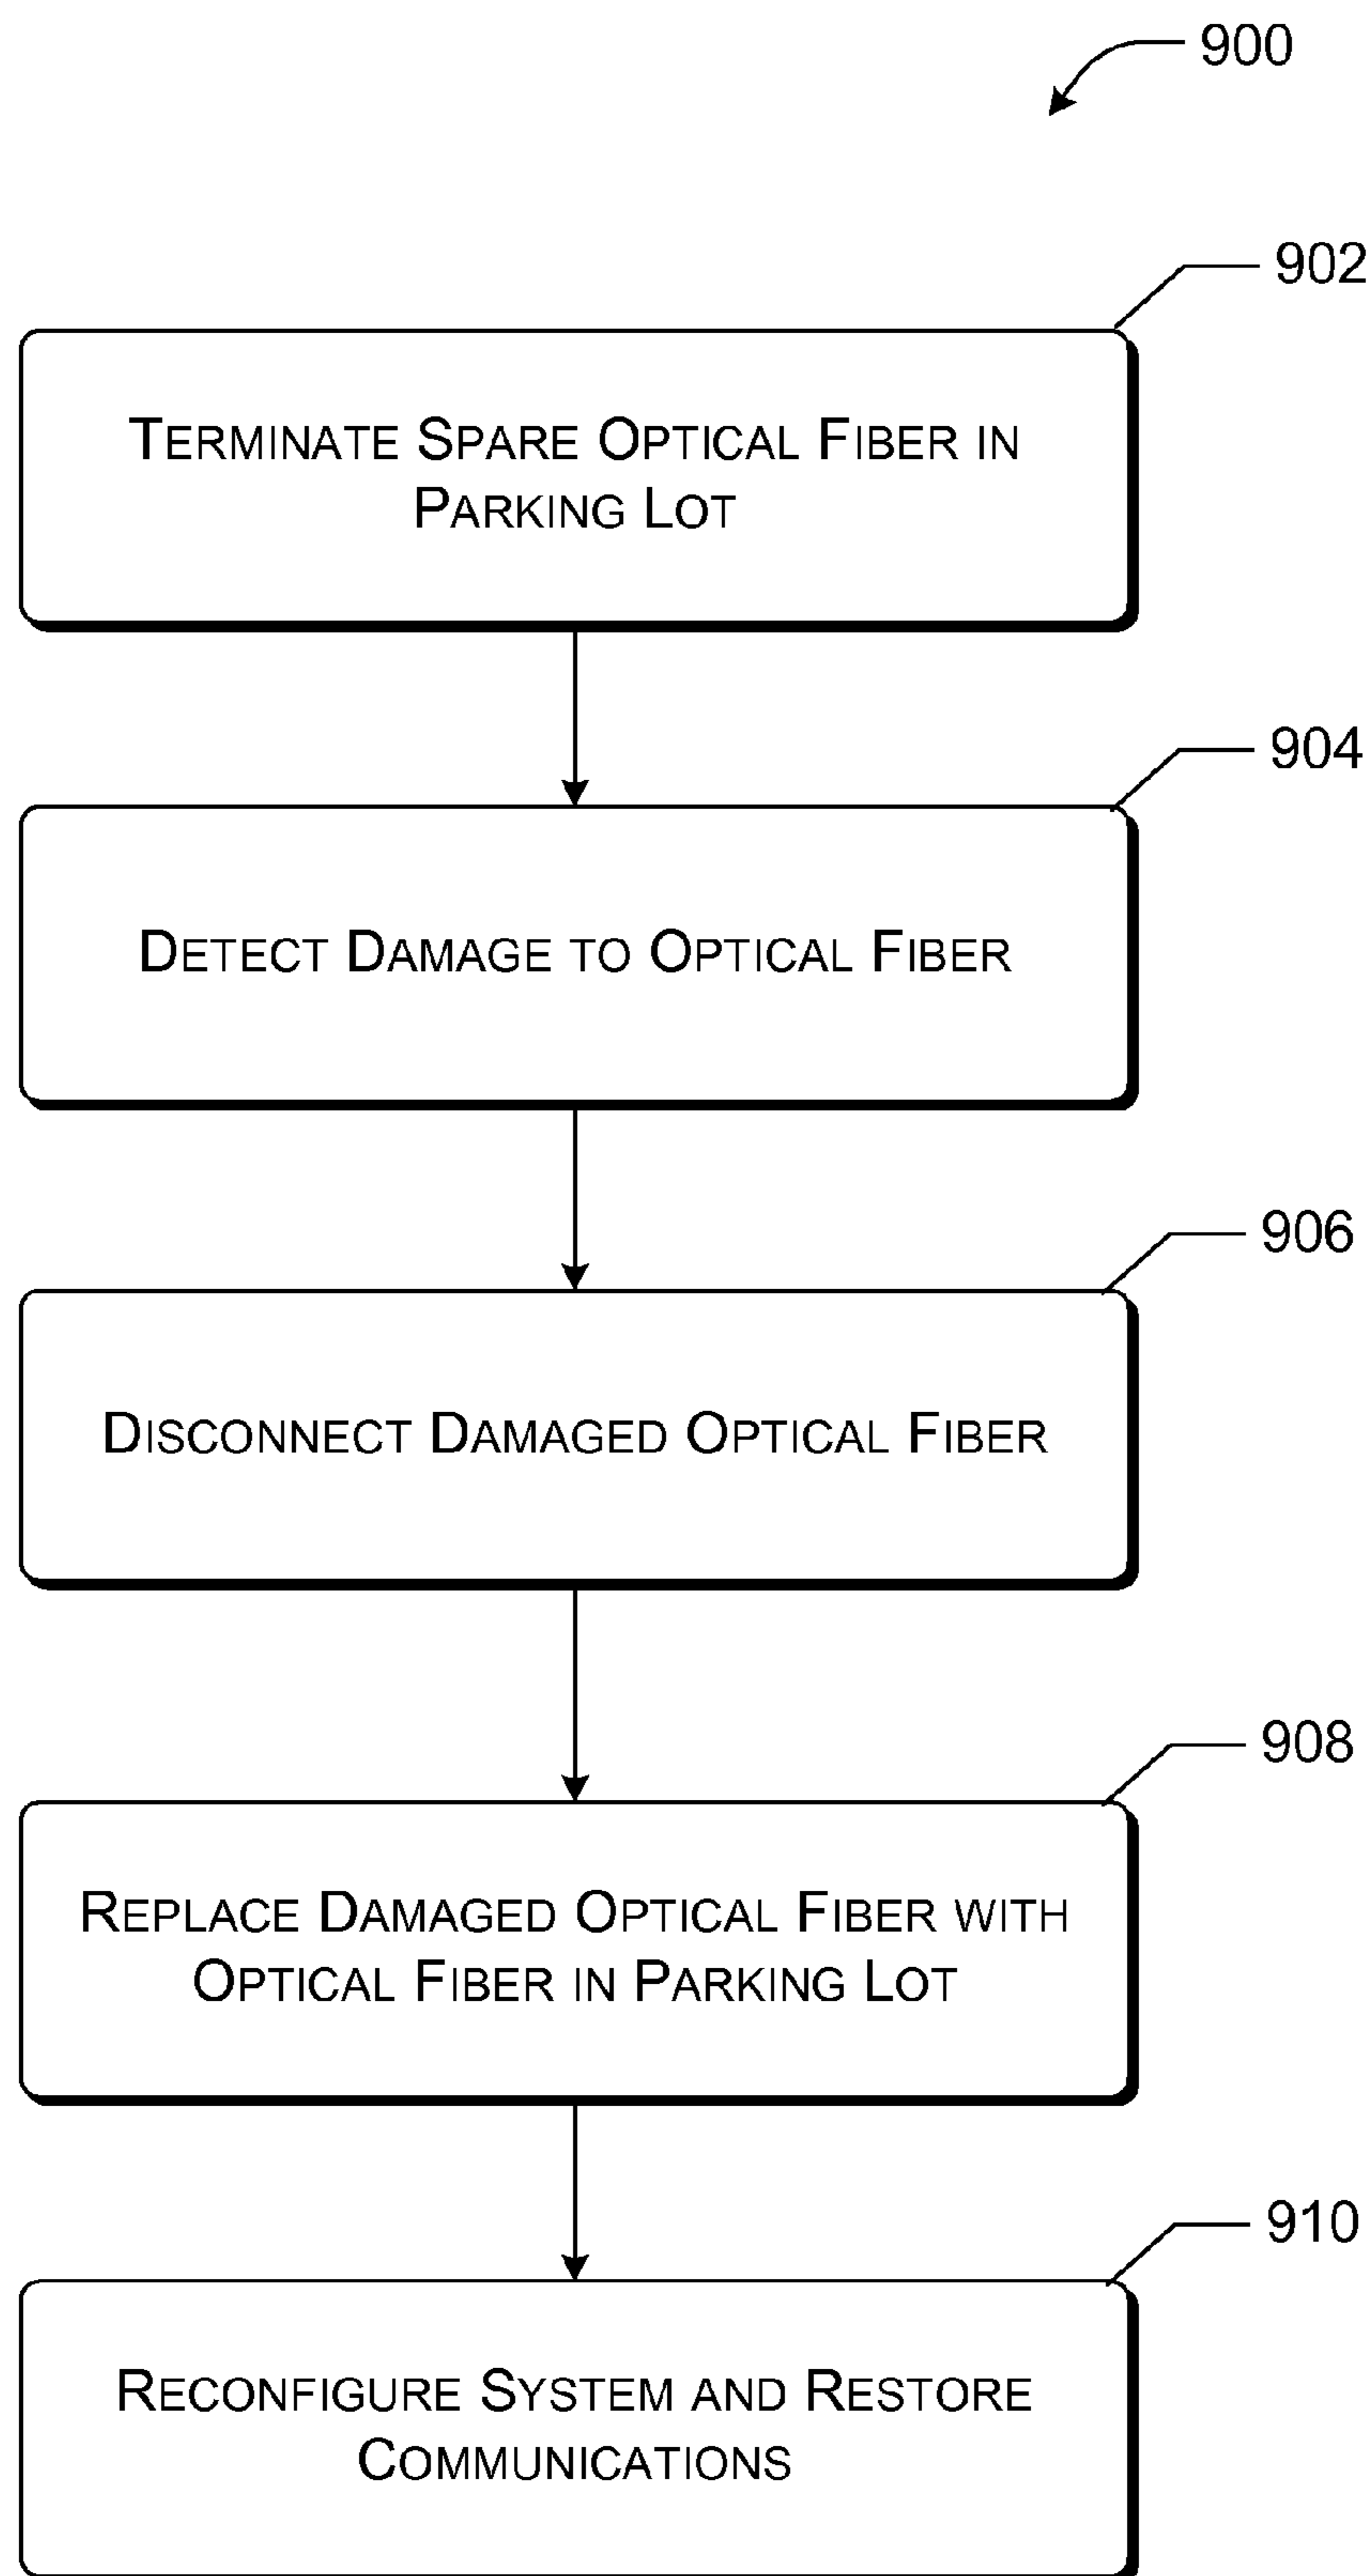 900
902
TERMINATE SPARE OPTICAL FIBER IN
PARKING LOT
904
DETECT DAMAGE TO OPTICAL FIBER
906
DISCONNECT DAMAGED OPTICAL FIBER
908
REPLACE DAMAGED OPTICAL FIBER WITH
OPTICAL FIBER IN PARKING LOT
910
RECONFIGURE SYSTEM AND RESTORE
COMMUNICATIONS